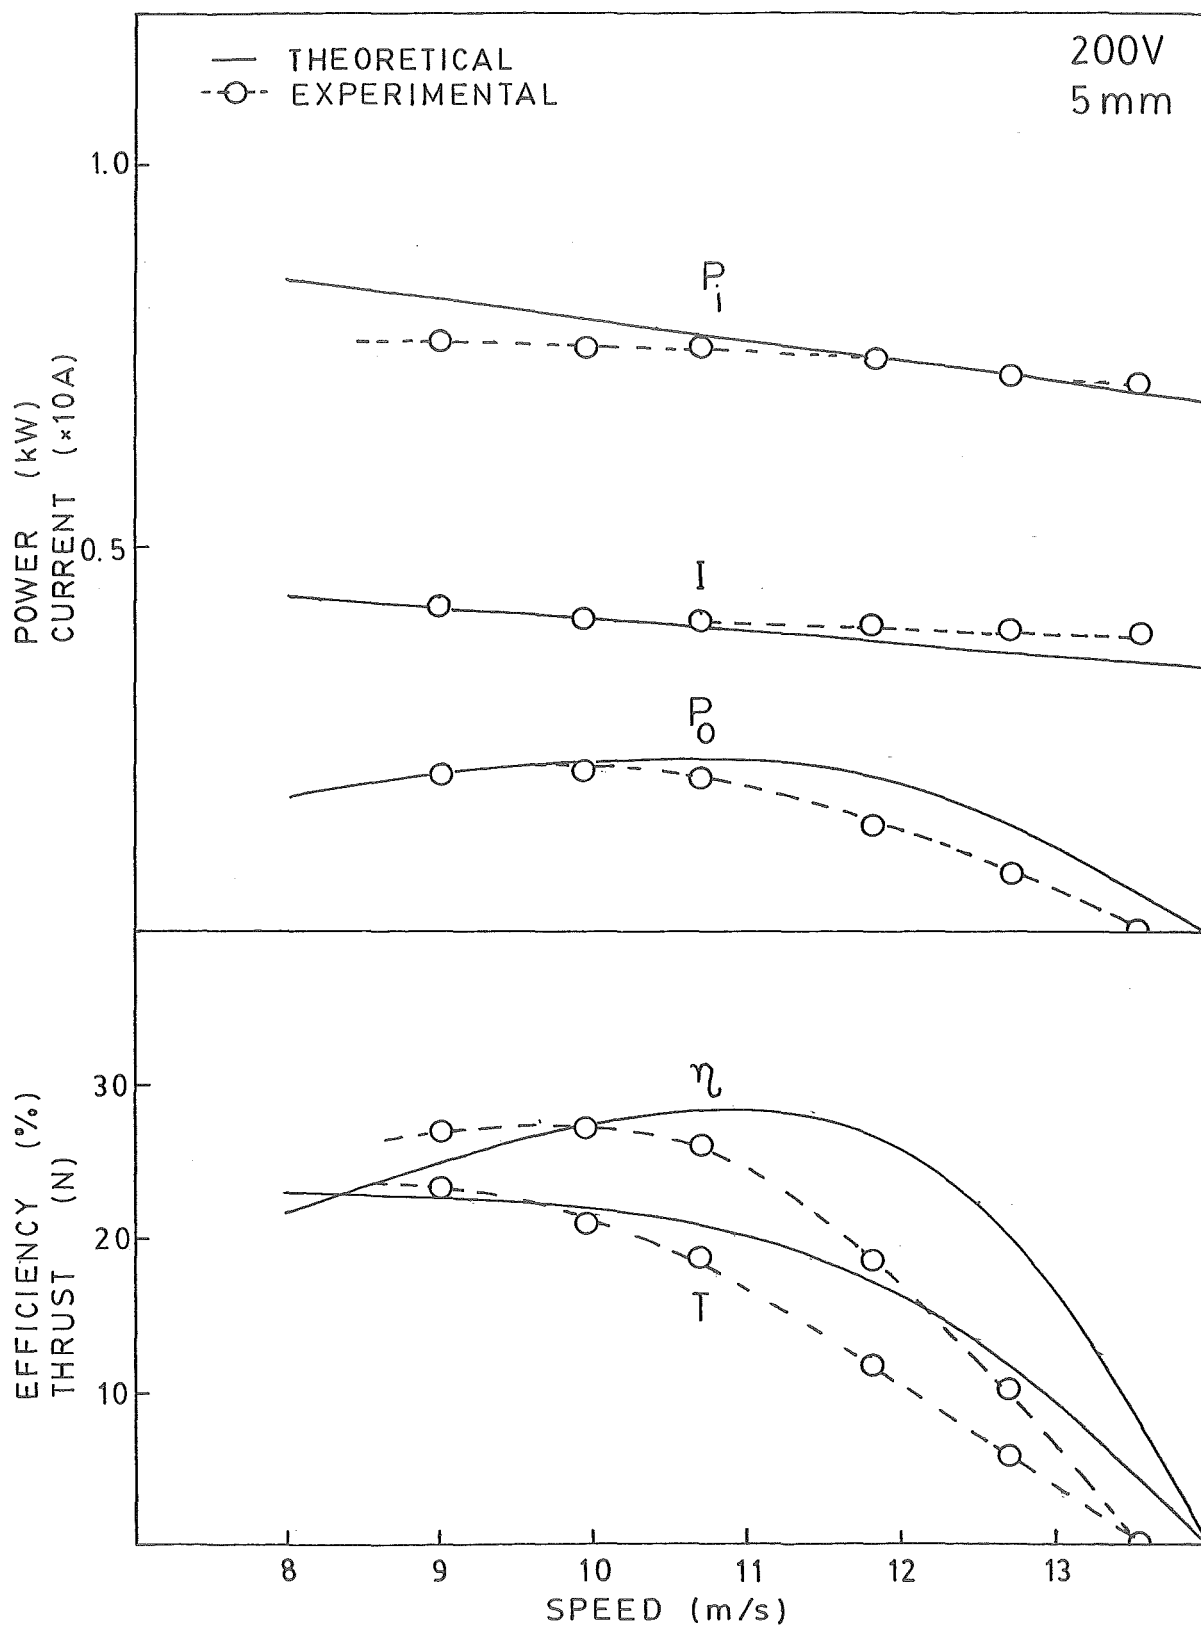 THEORETICAL
EXPERIMENTAL
200V
5mm
1.0
0.5
POWER (kW)
CURRENT (×10A)
Pi
I
P0
30
20
10
EFFICIENCY (%)
THRUST (N)
η
T
8 9 10 11 12 13
SPEED (m/s)